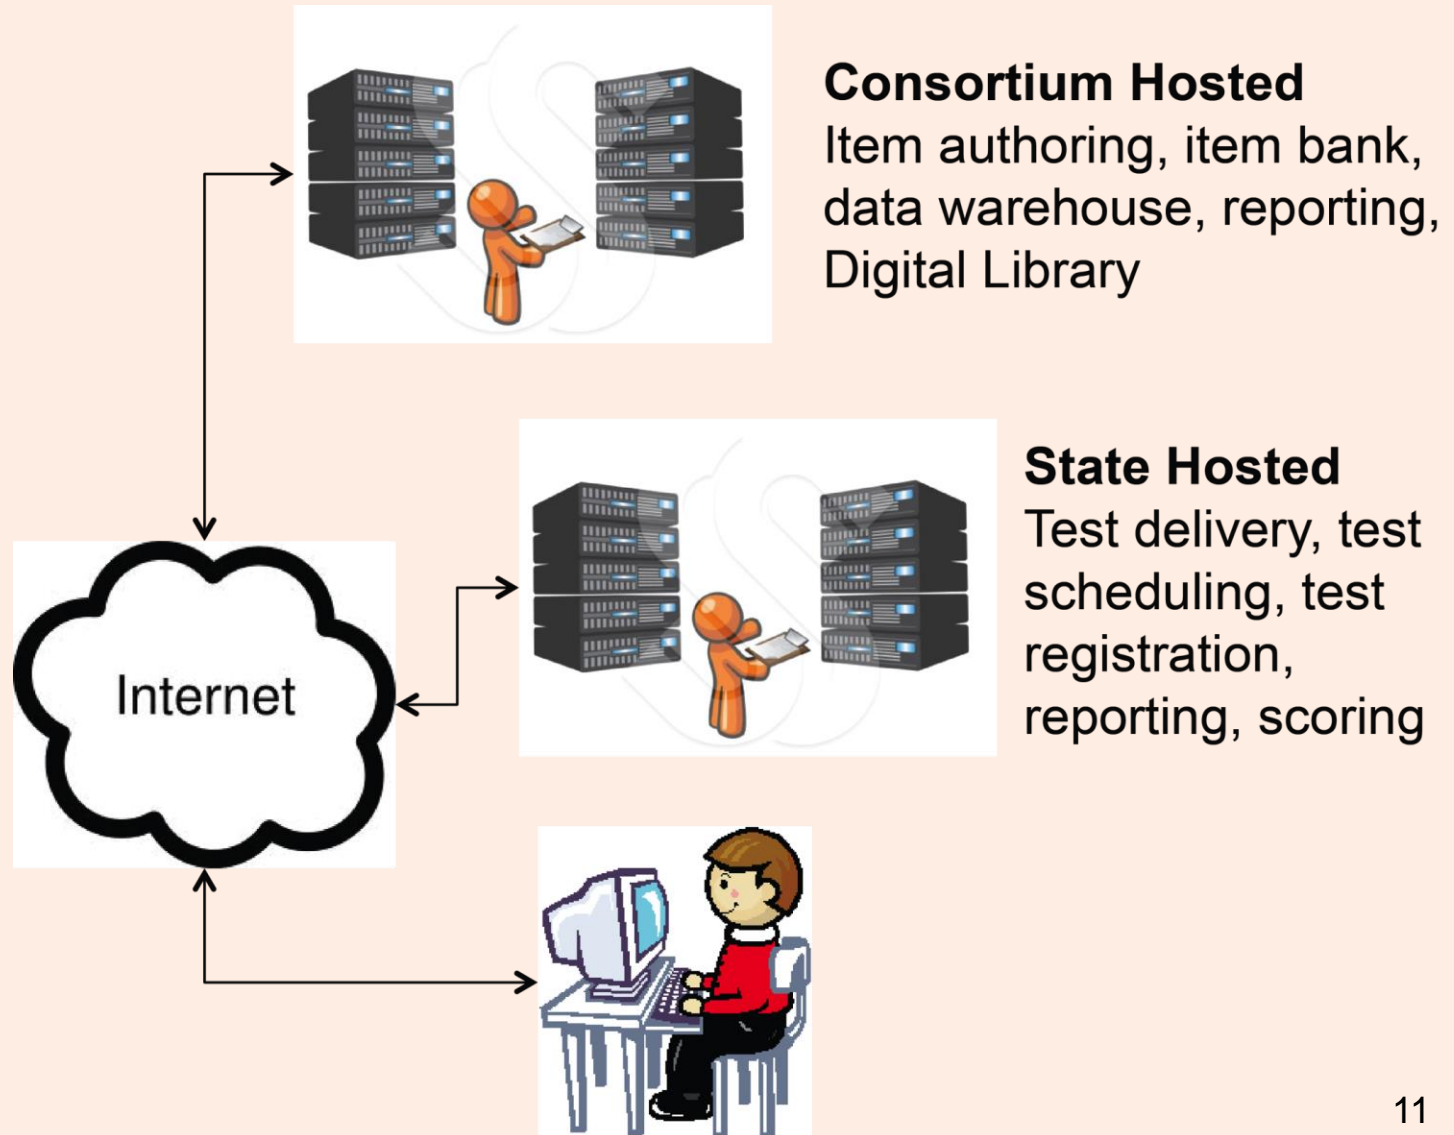 Consortium Hosted
Item authoring, item bank,
data warehouse, reporting,
Digital Library
State Hosted
Test delivery, test
scheduling, test
registration,
reporting, scoring
Internet
11